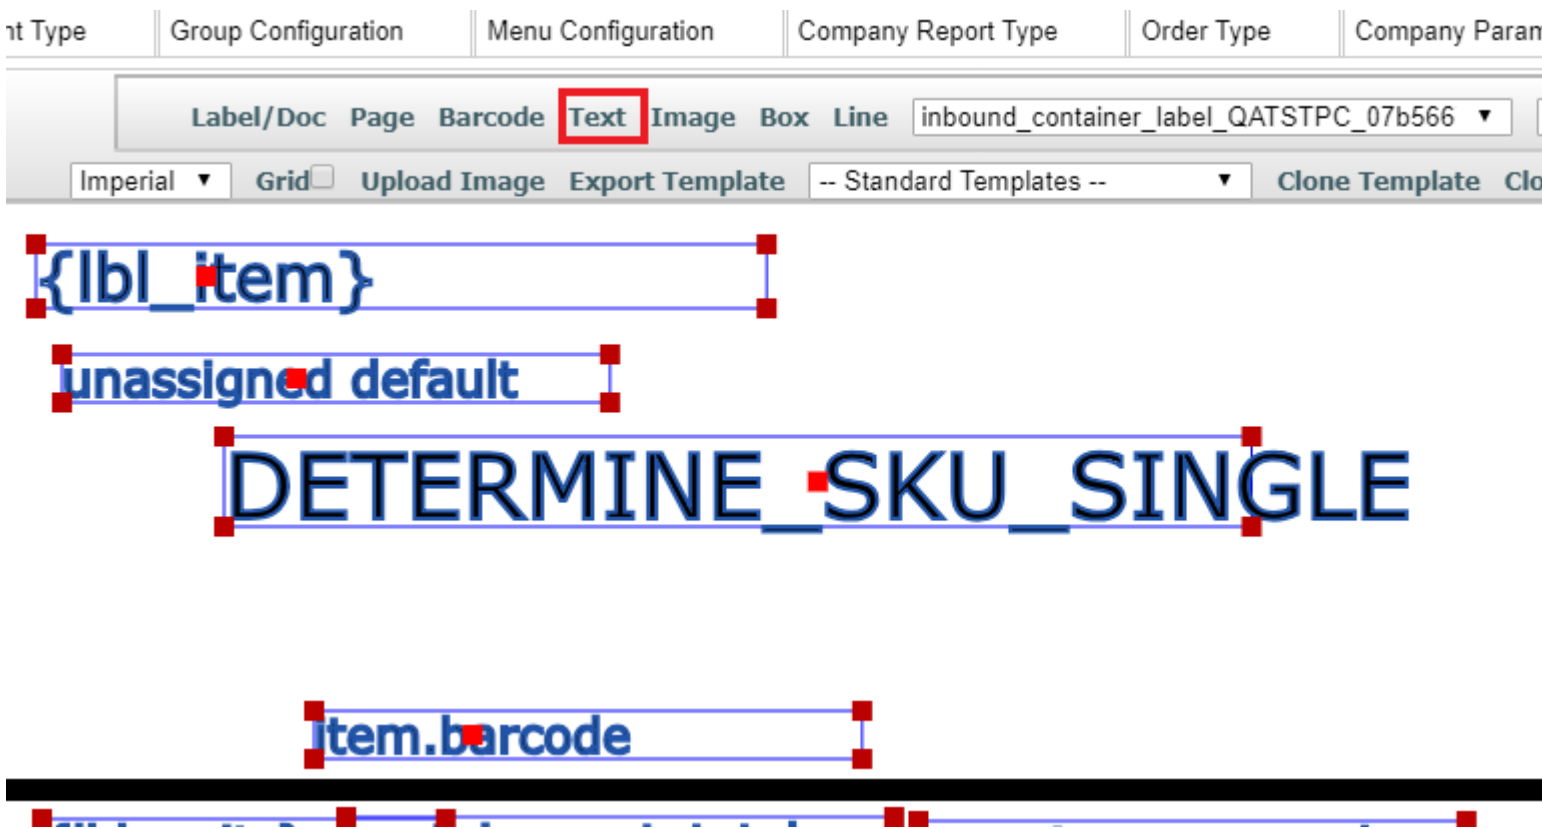 nt Type Group Configuration Menu Configuration Company Report Type Order Type Company Param
Label/Doc Page Barcode Text Image Box Line inbound_container_label_QATSTPC_07b566
Imperial Grid Upload Image Export Template -- Standard Templates -- Clone Template Clo
{lbl_item}
unassigned default
DETERMINE_SKU_SINGLE
item.barcode